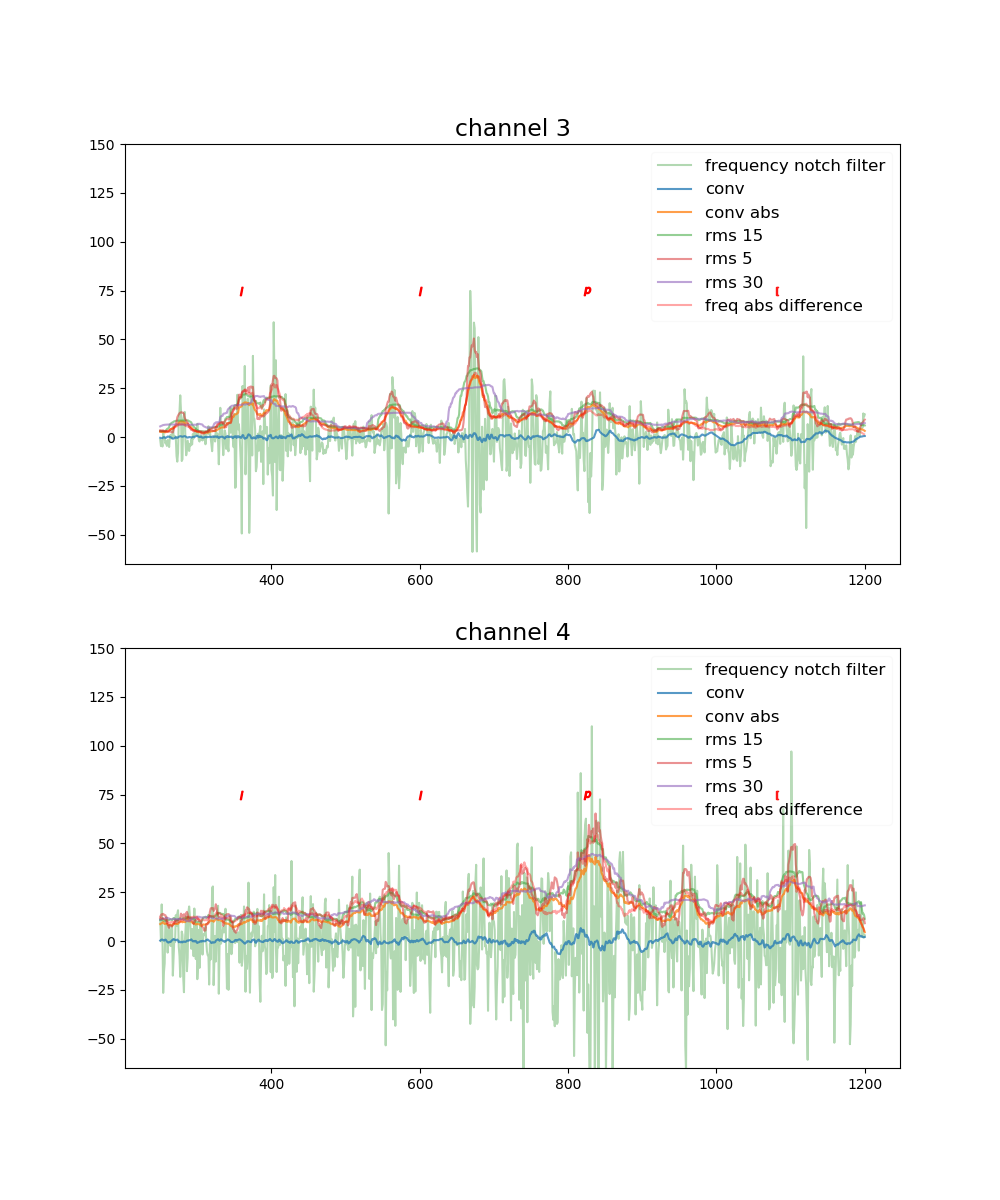 channel 3
150
125
100
75
50
25
0
−25
−50
frequency notch filter
conv
conv abs
rms 15
rms 5
rms 30
freq abs difference
l l p
400 600 800 1000 1200
channel 4
150
125
100
75
50
25
0
−25
−50
frequency notch filter
conv
conv abs
rms 15
rms 5
rms 30
freq abs difference
l l p
400 600 800 1000 1200